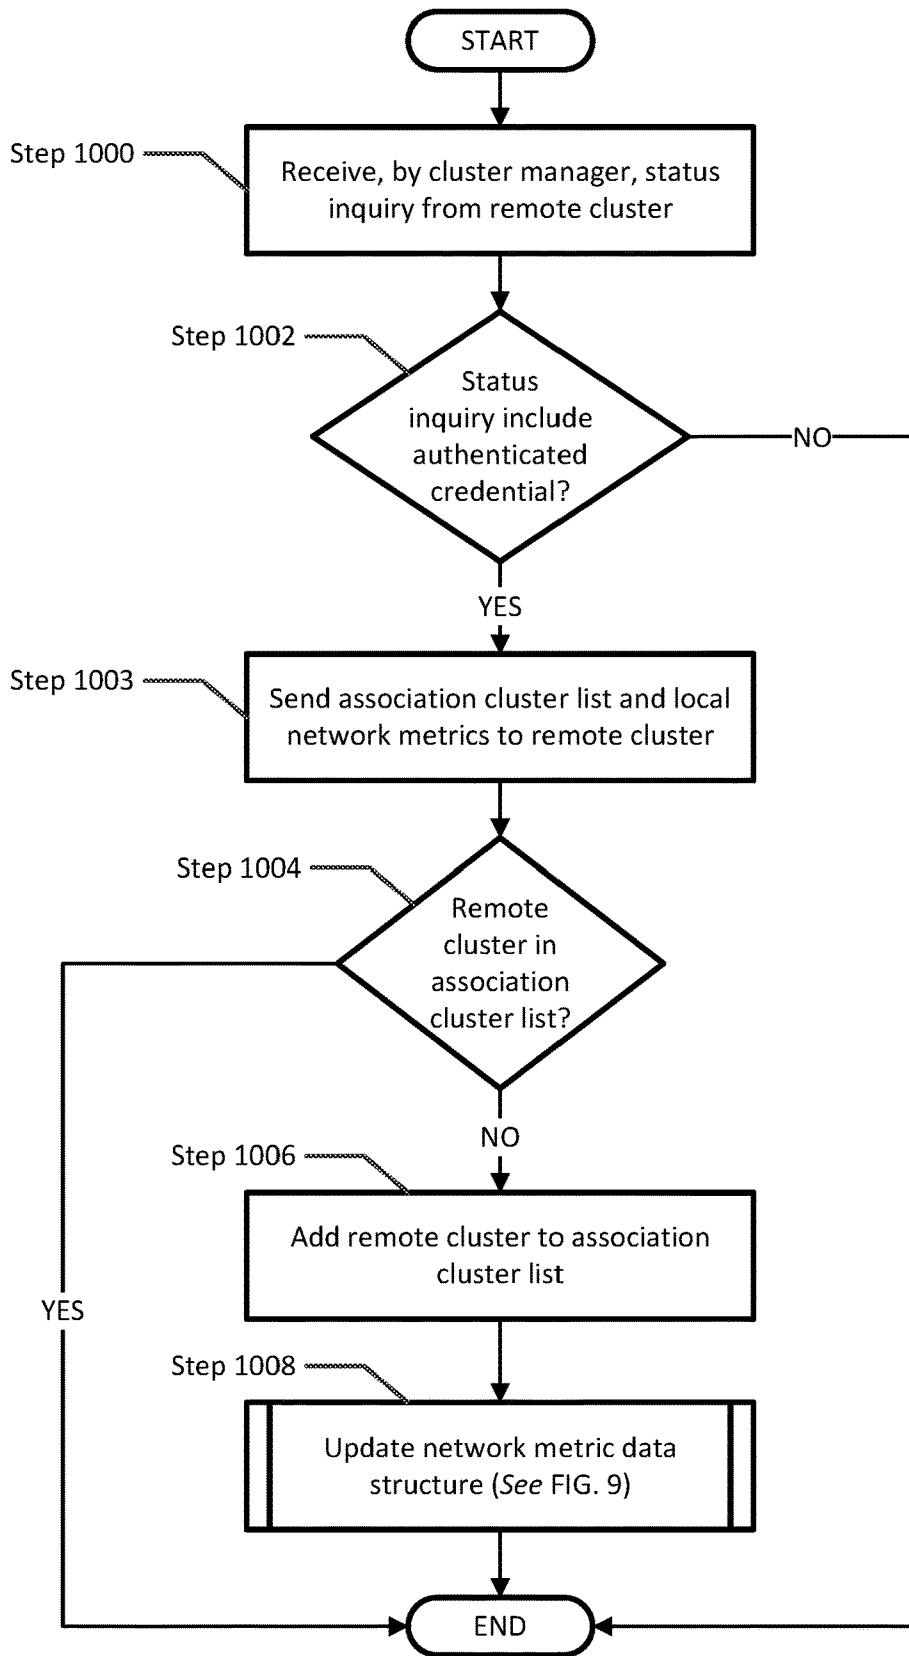 START
Step 1000
Receive, by cluster manager, status
inquiry from remote cluster
Step 1002
Status
inquiry include
authenticated
credential?
NO
YES
Step 1003
Send association cluster list and local
network metrics to remote cluster
Step 1004
Remote
cluster in
association
cluster list?
NO
Step 1006
Add remote cluster to association
cluster list
YES
Step 1008
Update network metric data
structure (See FIG. 9)
END